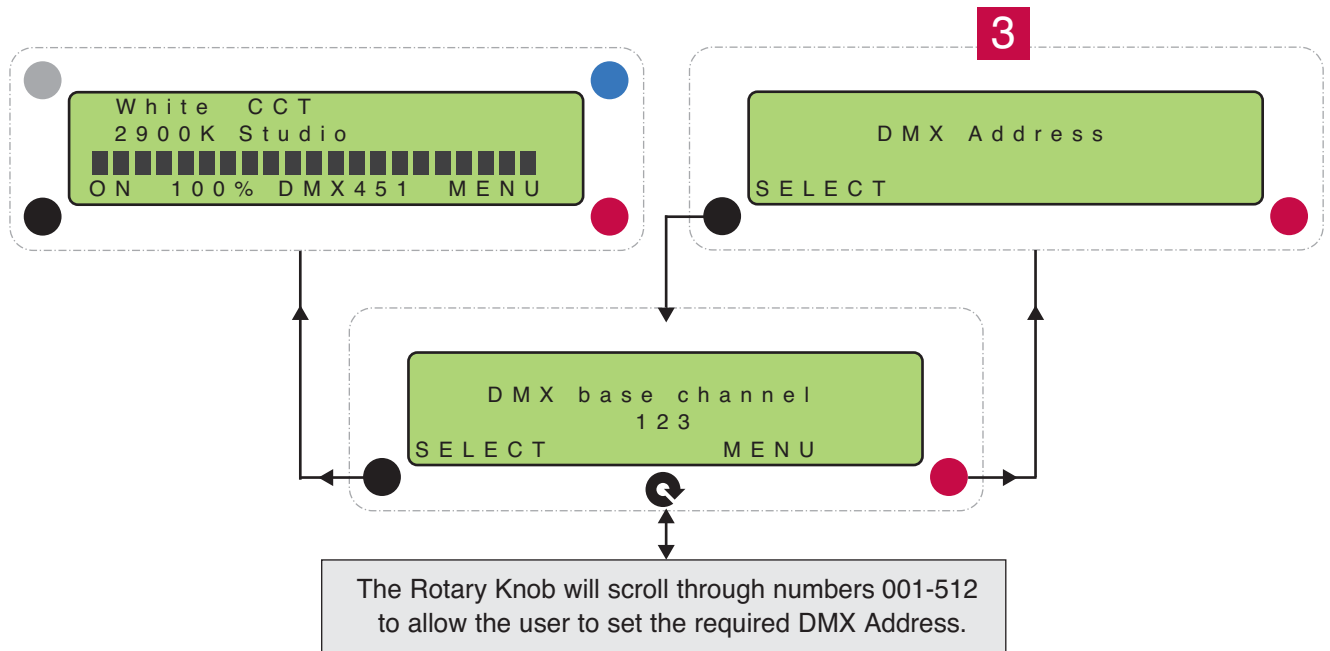 3
White CCT
2900K Studio
ON 100% DMX451 MENU
DMX Address
SELECT
DMX base channel
123
SELECT MENU
The Rotary Knob will scroll through numbers 001-512
to allow the user to set the required DMX Address.